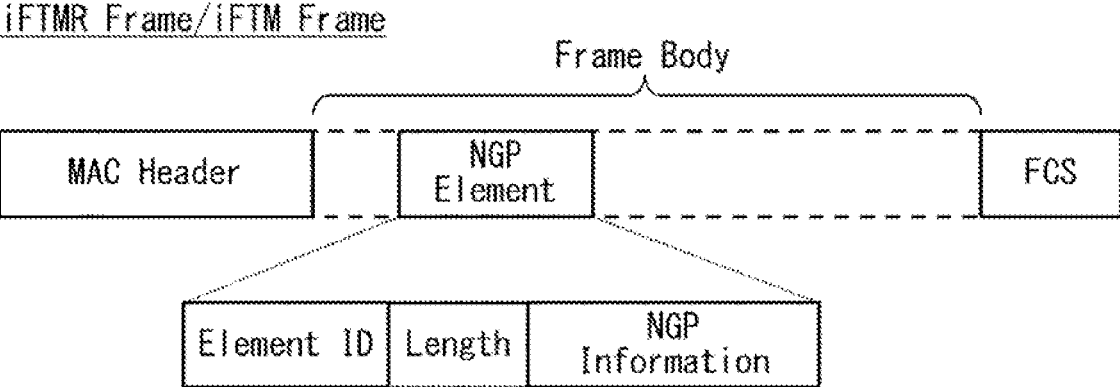 iFTMR Frame/iFTM Frame
Frame Body
MAC Header
NGP
Element
FCS
Element ID
Length
NGP
Information